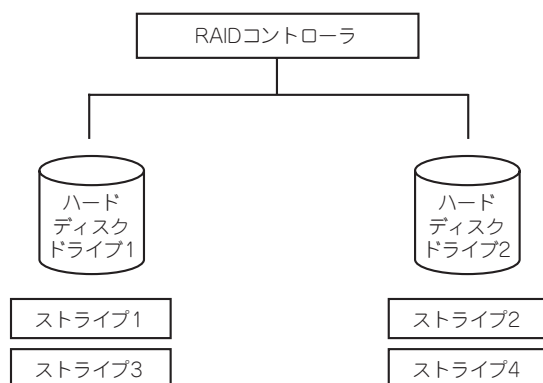 RAIDコントローラ
ハード
ディスク
ドライブ1
ハード
ディスク
ドライブ2
ストライプ1
ストライプ2
ストライプ3
ストライプ4